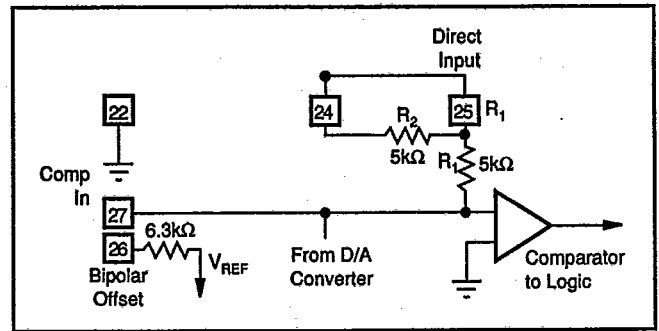 Direct
Input
22
24
25
R1
R2
5kΩ
R1
5kΩ
Comp
In
27
6.3kΩ
26
VREF
Bipolar
Offset
From D/A
Converter
Comparator
to Logic